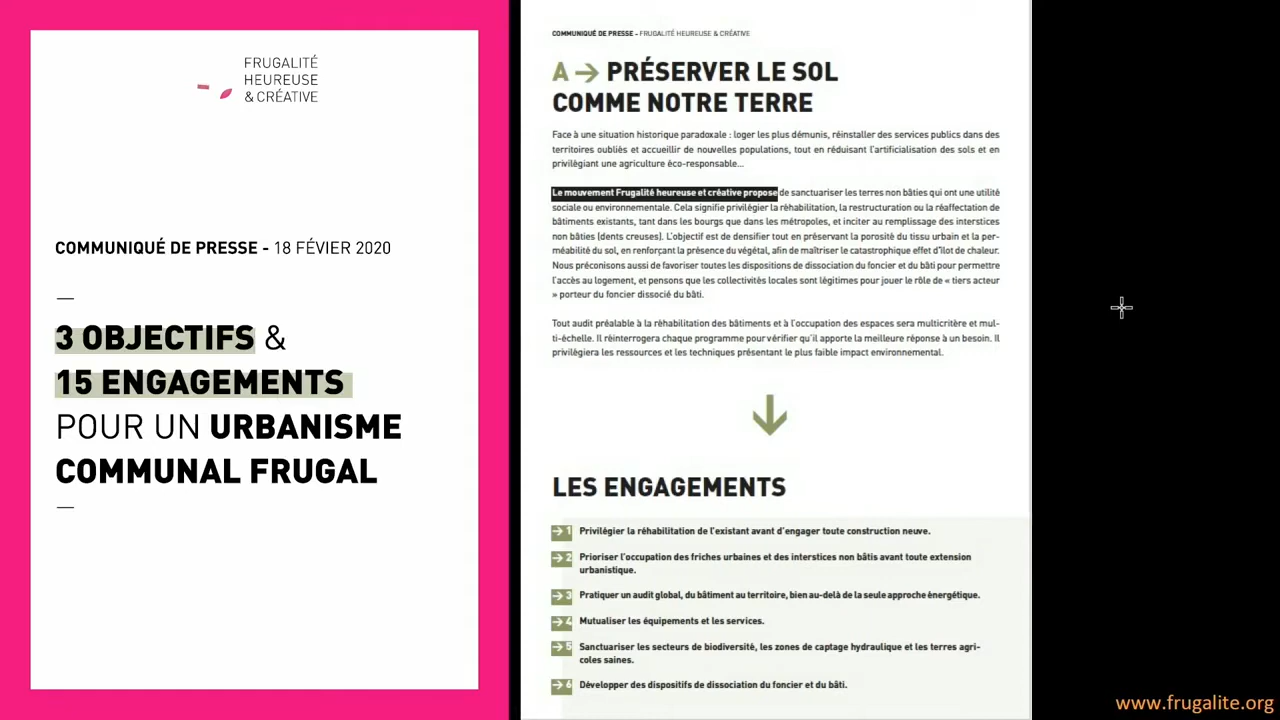 FRUGALITÉ
HEUREUSE
& CRÉATIVE
COMMUNIQUÉ DE PRESSE - 18 FÉVIER 2020
3 OBJECTIFS &
15 ENGAGEMENTS
POUR UN URBANISME
COMMUNAL FRUGAL
COMMUNIQUÉ DE PRESSE - FRUGALITÉ HEUREUSE & CRÉATIVE
A → PRÉSERVER LE SOL
COMME NOTRE TERRE
Face à une situation historique paradoxale : loger les plus démunis, réinstaller des services publics dans des
territoires oubliés et accueillir de nouvelles populations, tout en réduisant l'artificialisation des sols et en
privilégiant une agriculture éco-responsable...
Le mouvement Frugalité heureuse et créative propose de sanctuariser les terres non bâties qui ont une utilité
sociale ou environnementale. Cela signifie privilégier la réhabilitation, la restructuration ou la réaffectation de
bâtiments existants, tant dans les bourgs que dans les métropoles, et inciter au remplissage des interstices
non bâties (dents creuses). L'objectif est de densifier tout en préservant la porosité du tissu urbain et la per-
méabilité du sol, en renforçant la présence du végétal, afin de maîtriser le catastrophique effet d'îlot de chaleur.
Nous préconisons aussi de favoriser toutes les dispositions de dissociation du foncier et du bâti pour permettre
l'accès au logement, et pensons que les collectivités locales sont légitimes pour jouer le rôle de « tiers acteur
» porteur du foncier dissocié du bâti.
Tout audit préalable à la réhabilitation des bâtiments et à l'occupation des espaces sera multicritère et mul-
ti-échelle. Il réinterrogera chaque programme pour vérifier qu'il apporte la meilleure réponse à un besoin. Il
privilégiera les ressources et les techniques présentant le plus faible impact environnemental.
LES ENGAGEMENTS
→ 1 Privilégier la réhabilitation de l'existant avant d'engager toute construction neuve.
→ 2 Prioriser l'occupation des friches urbaines et des interstices non bâtis avant toute extension
urbanistique.
→ 3 Pratiquer un audit global, du bâtiment au territoire, bien au-delà de la seule approche énergétique.
→ 4 Mutualiser les équipements et les services.
→ 5 Sanctuariser les secteurs de biodiversité, les zones de captage hydraulique et les terres agri-
coles saines.
→ 6 Développer des dispositifs de dissociation du foncier et du bâti.
www.frugalite.org